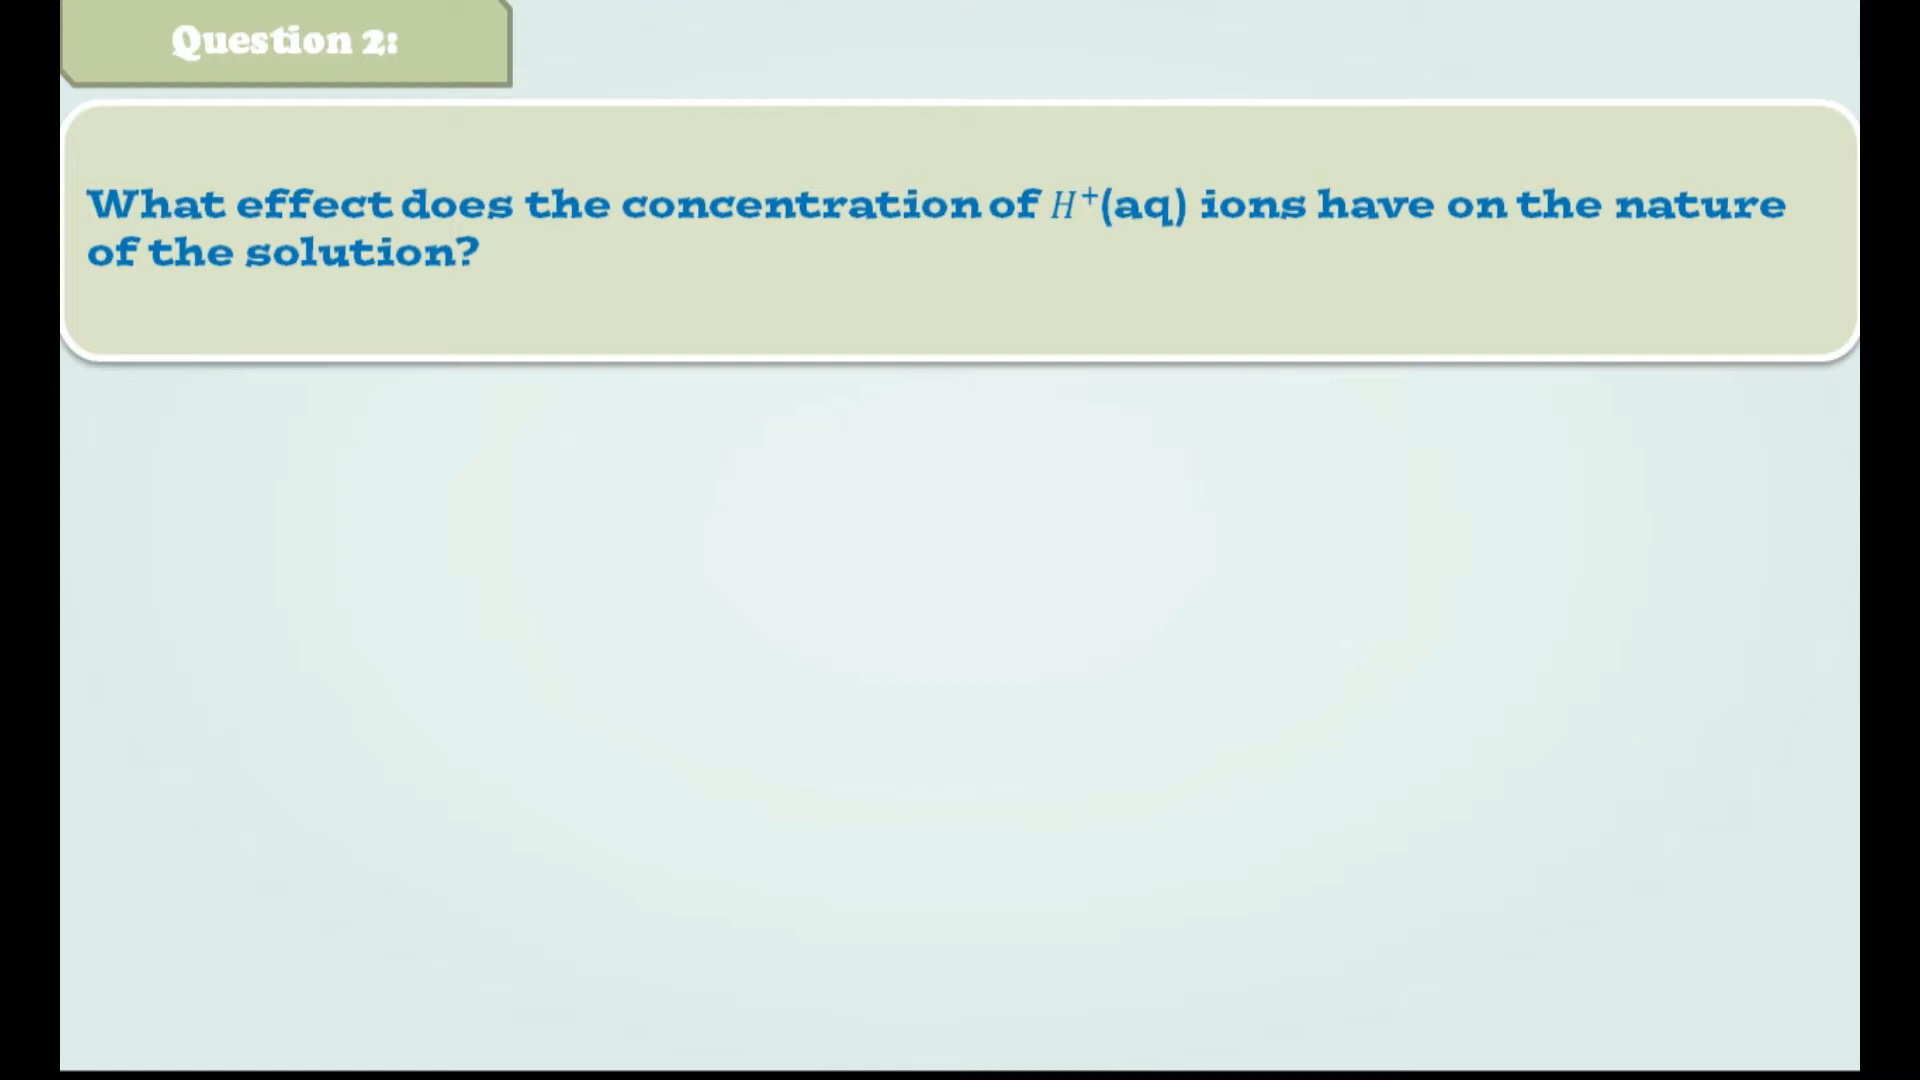 Question 2:
What effect does the concentration of H⁺(aq) ions have on the nature
of the solution?